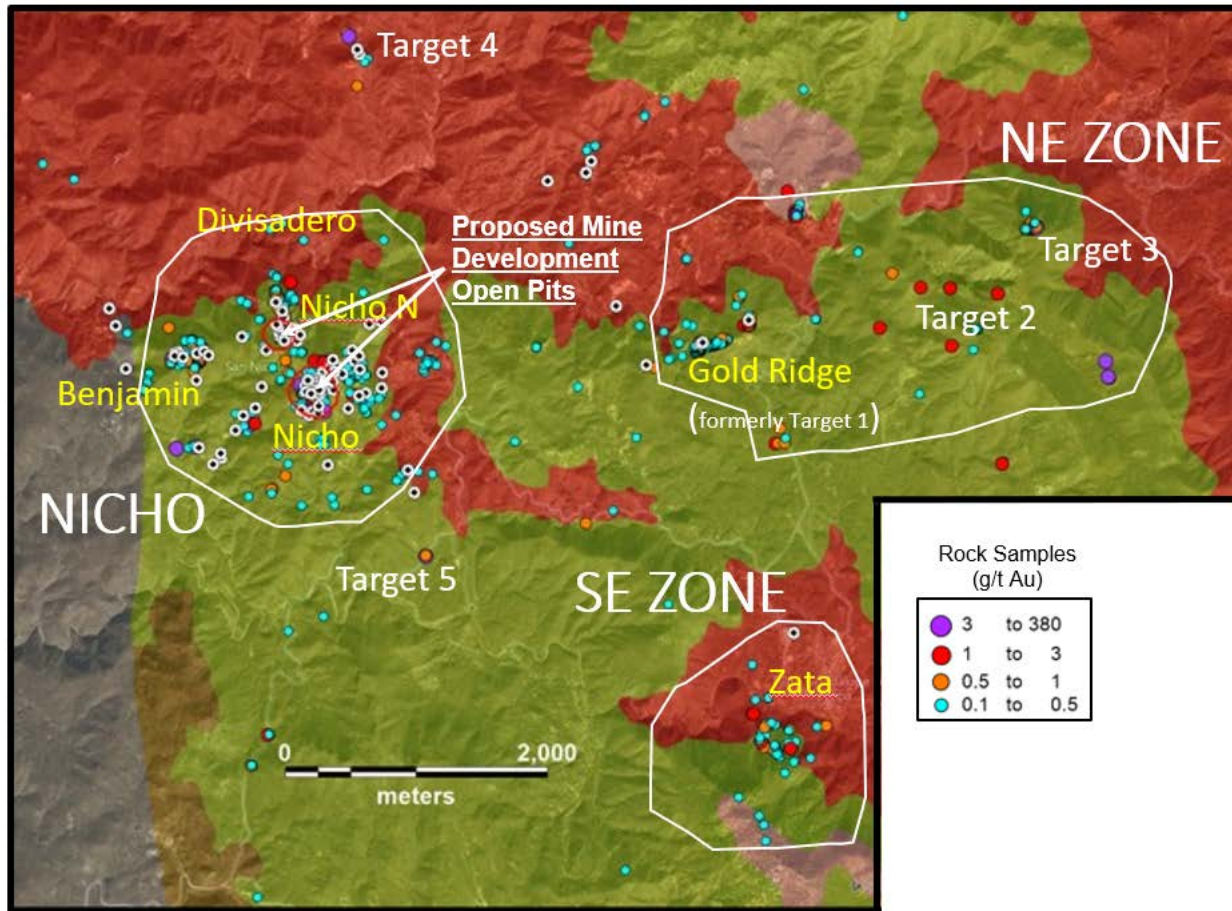 Target 4
NE ZONE
Divisadero
Proposed Mine
Development
Open Pits
Target 3
Nicho N
Target 2
Benjamin
Gold Ridge
(formerly Target 1)
Nicho
NICHO
Target 5
SE ZONE
Zata
0 2,000
meters
Rock Samples
(g/t Au)
3 to 380
1 to 3
0.5 to 1
0.1 to 0.5